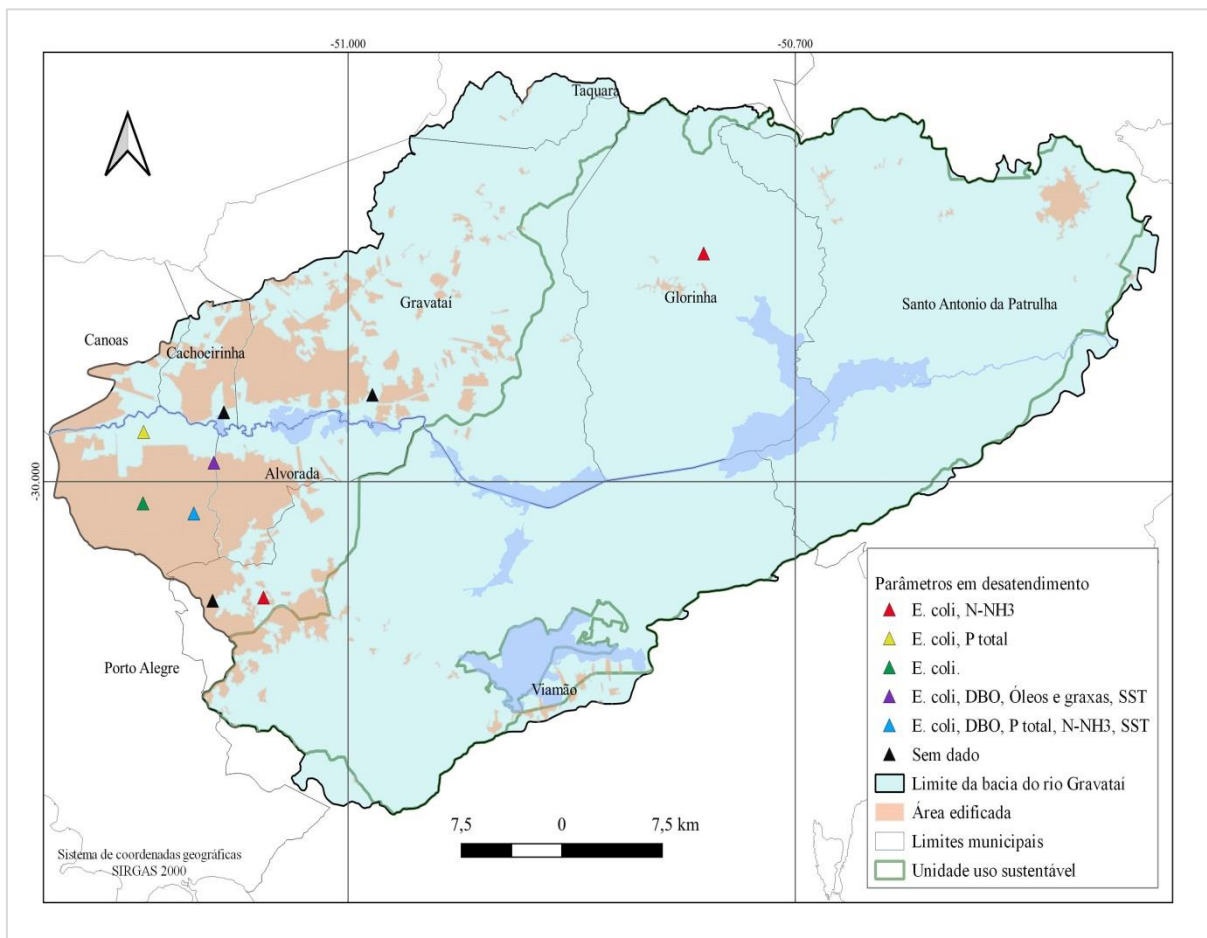 -51.000
-50.700
Taquara
Gravataí
Glorinha
Santo Antonio da Patrulha
Canoas
Cachoeirinha
-30.000
Alvorada
Porto Alegre
Viamão
Parâmetros em desatendimento
E. coli, N-NH3
E. coli, P total
E. coli.
E. coli, DBO, Óleos e graxas, SST
E. coli, DBO, P total, N-NH3, SST
Sem dado
Limite da bacia do rio Gravataí
Área edificada
Limites municipais
Unidade uso sustentável
7,5 0 7,5 km
Sistema de coordenadas geográficas
SIRGAS 2000